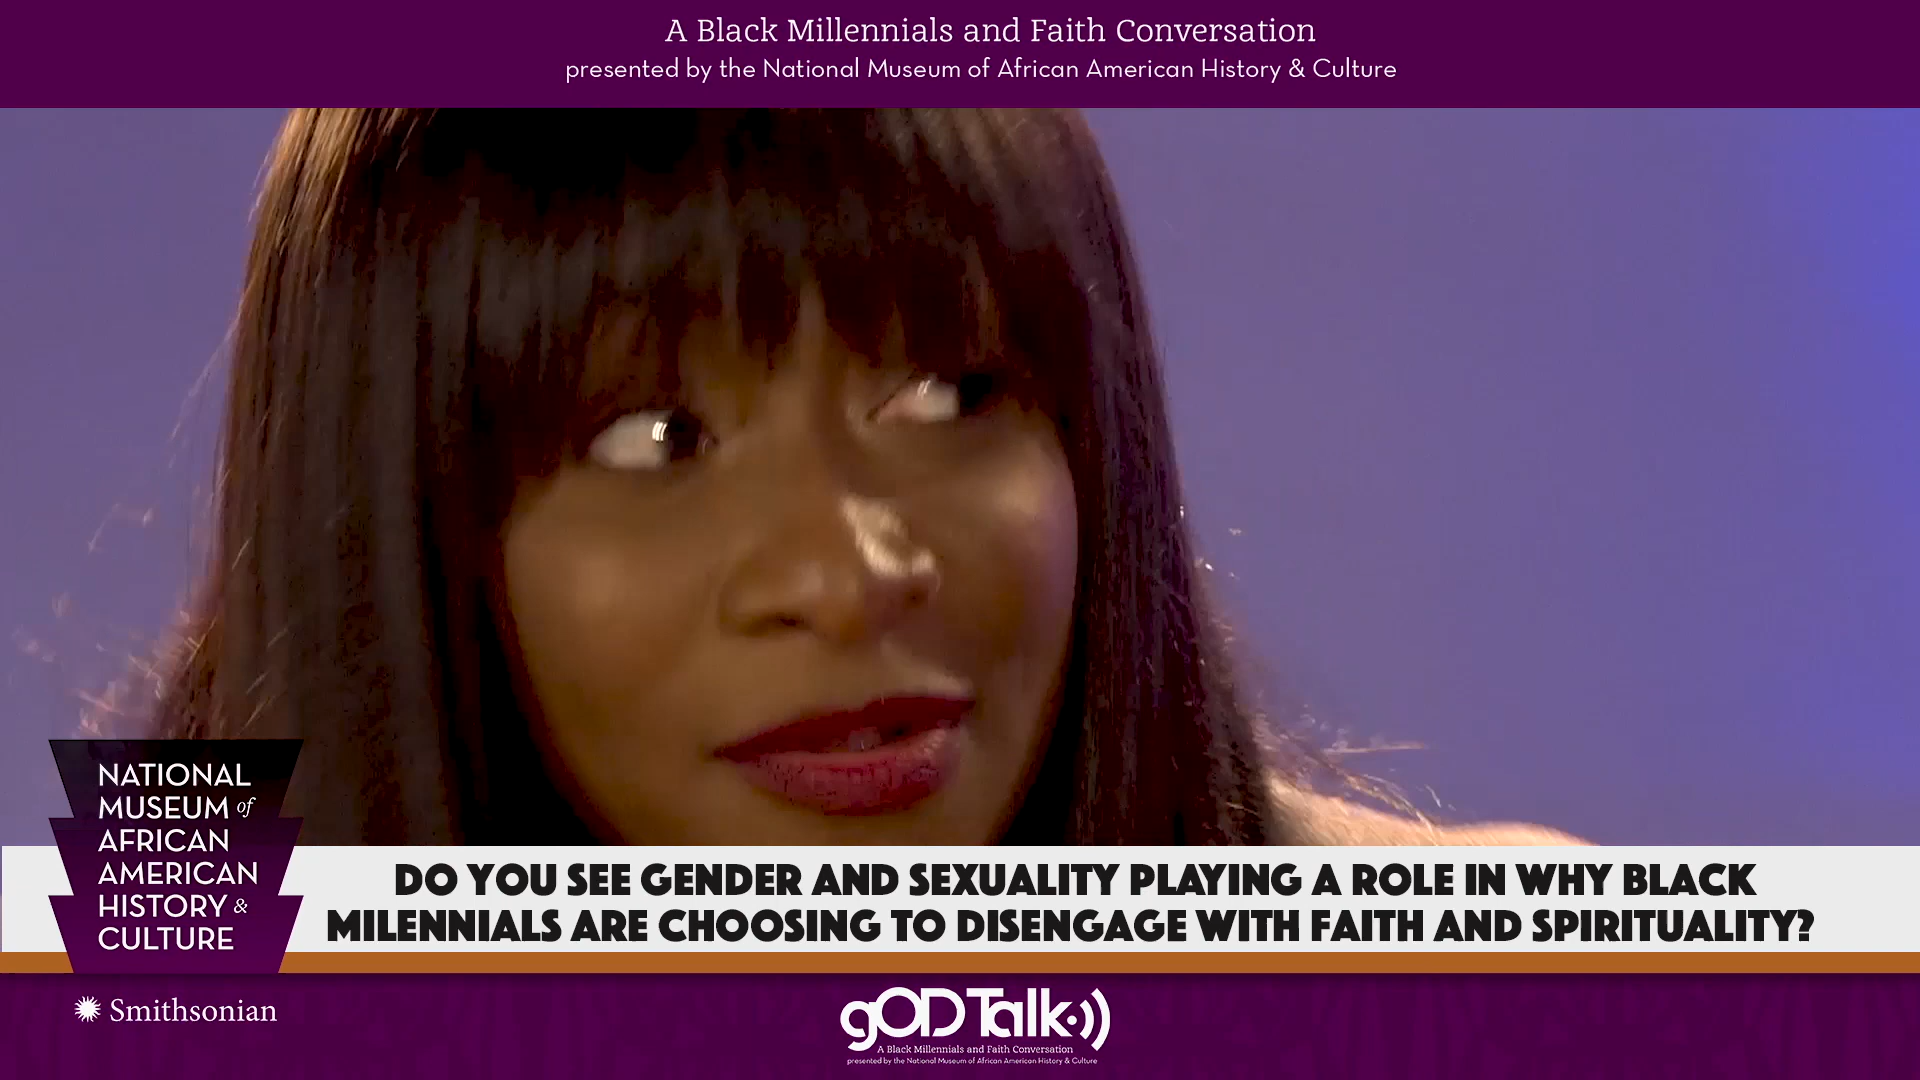 A Black Millennials and Faith Conversation
presented by the National Museum of African American History & Culture
NATIONAL
MUSEUM of
AFRICAN
AMERICAN
HISTORY &
CULTURE
DO YOU SEE GENDER AND SEXUALITY PLAYING A ROLE IN WHY BLACK
MILENNIALS ARE CHOOSING TO DISENGAGE WITH FAITH AND SPIRITUALITY?
Smithsonian
gODTalk
A Black Millennials and Faith Conversation
presented by the National Museum of African American History & Culture